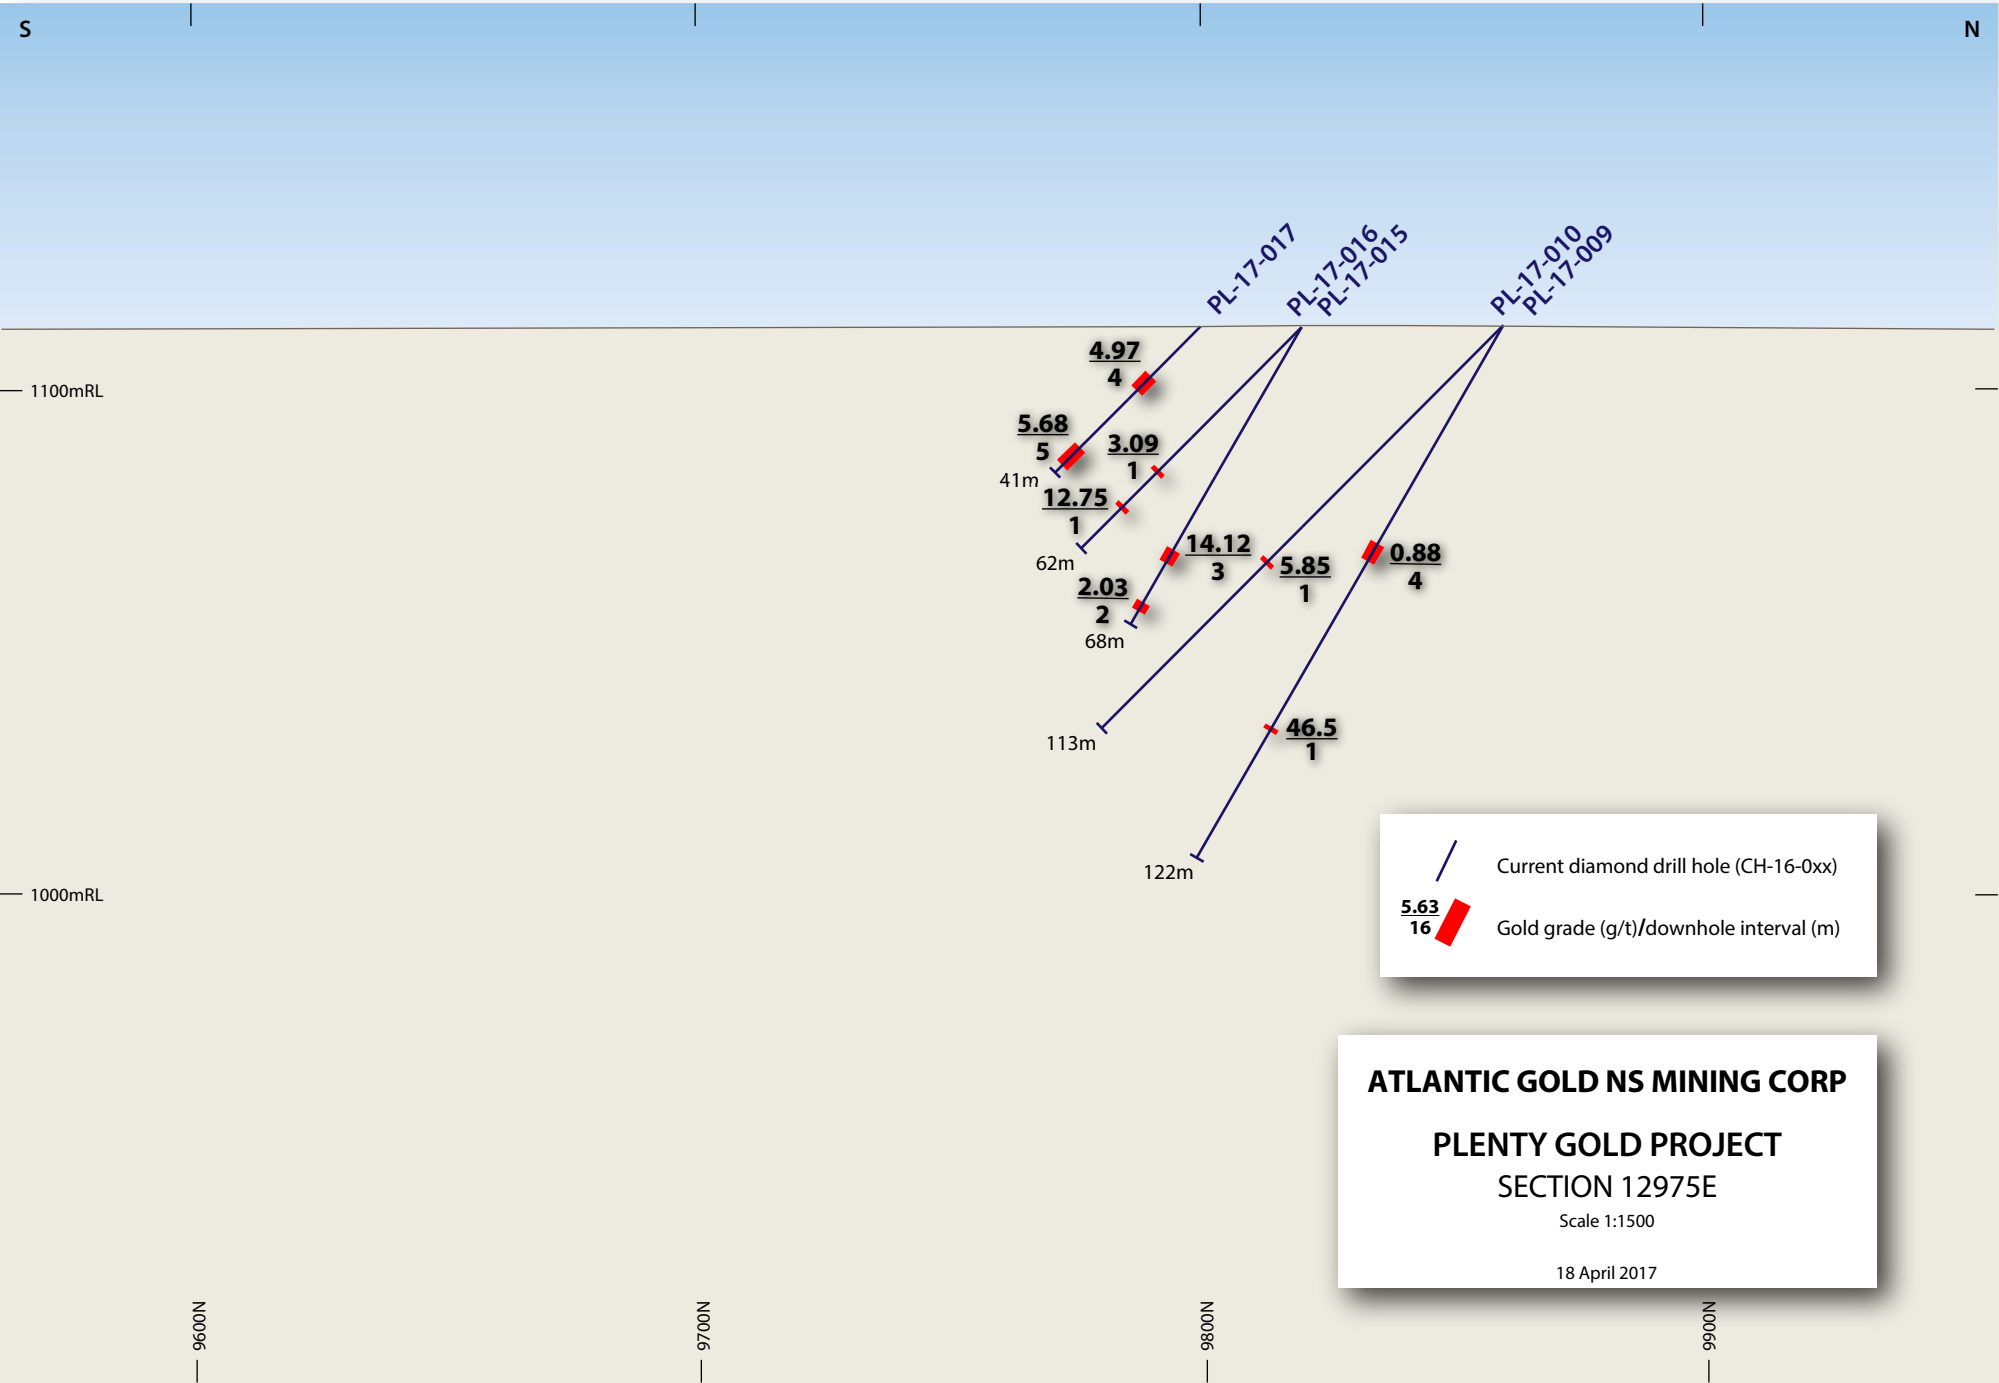 S
N
PL-17-017
PL-17-016
PL-17-015
PL-17-010
PL-17-009
1100mRL
4.97
4
5.68
5
41m
3.09
1
12.75
1
62m
14.12
3
2.03
2
68m
5.85
1
0.88
4
113m
46.5
1
122m
1000mRL
Current diamond drill hole (CH-16-0xx)
5.63
16
Gold grade (g/t)/downhole interval (m)
ATLANTIC GOLD NS MINING CORP
PLENTY GOLD PROJECT
SECTION 12975E
Scale 1:1500
18 April 2017
9600N
9700N
9800N
9900N